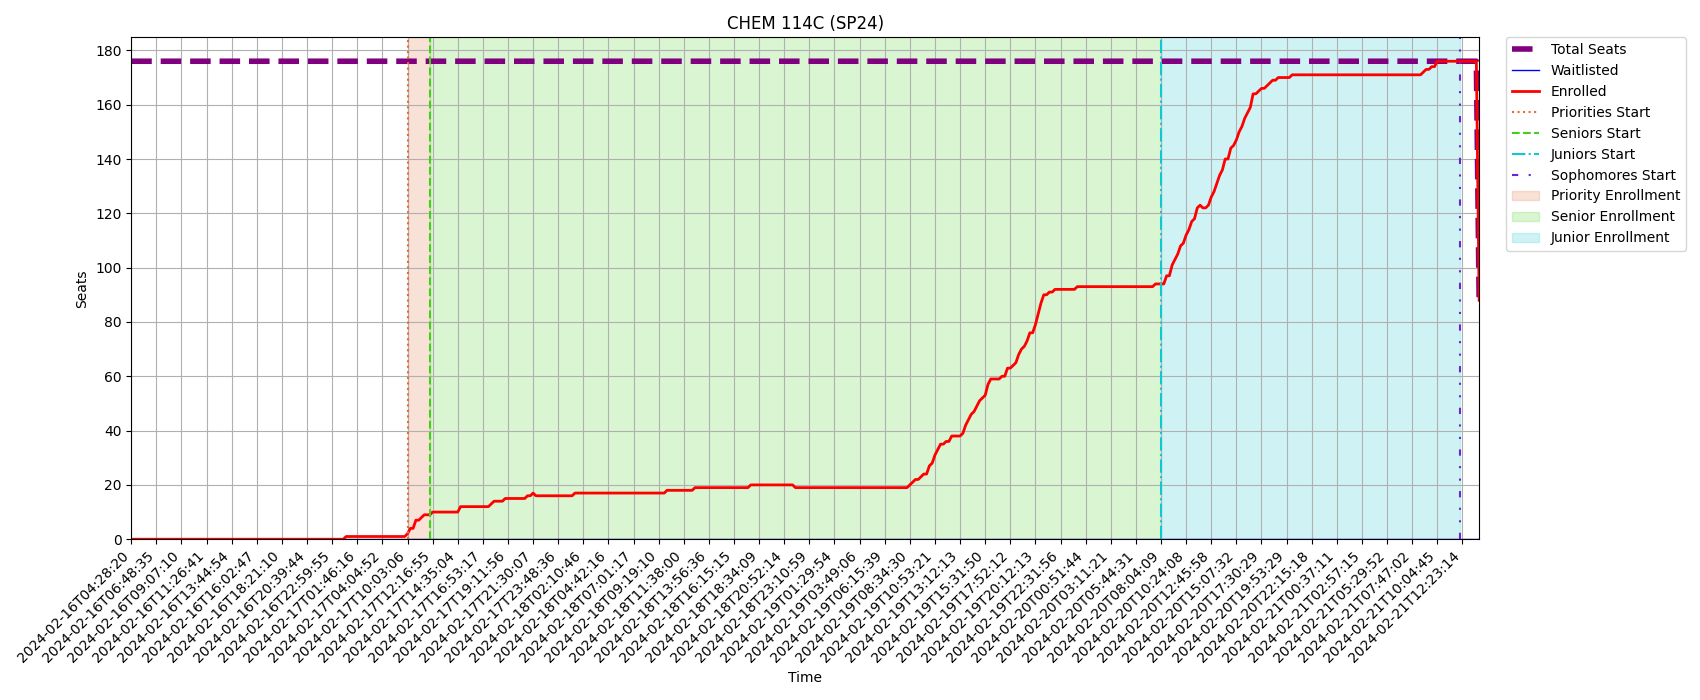 CHEM 114C (SP24)
Total Seats
Waitlisted
Enrolled
Priorities Start
Seniors Start
Juniors Start
Sophomores Start
Priority Enrollment
Senior Enrollment
Junior Enrollment
Seats
180
160
140
120
100
80
60
40
20
0
2024-02-16T04:28:20
2024-02-16T06:48:35
2024-02-16T09:07:10
2024-02-16T11:26:41
2024-02-16T13:44:54
2024-02-16T16:02:47
2024-02-16T18:21:10
2024-02-16T20:39:44
2024-02-16T22:59:55
2024-02-17T01:46:16
2024-02-17T04:04:52
2024-02-17T10:03:06
2024-02-17T12:16:55
2024-02-17T14:35:04
2024-02-17T16:53:17
2024-02-17T19:11:56
2024-02-17T21:30:07
2024-02-17T23:48:36
2024-02-18T02:10:46
2024-02-18T04:42:16
2024-02-18T07:01:17
2024-02-18T09:19:10
2024-02-18T11:38:00
2024-02-18T13:56:36
2024-02-18T16:15:15
2024-02-18T18:34:09
2024-02-18T20:52:14
2024-02-18T23:10:59
2024-02-19T01:29:54
2024-02-19T03:49:06
2024-02-19T06:15:39
2024-02-19T08:34:30
2024-02-19T10:53:21
2024-02-19T13:12:13
2024-02-19T15:31:50
2024-02-19T17:52:12
2024-02-19T20:12:13
2024-02-19T22:31:56
2024-02-20T00:51:44
2024-02-20T03:11:21
2024-02-20T05:44:31
2024-02-20T08:04:09
2024-02-20T10:24:08
2024-02-20T12:45:58
2024-02-20T15:07:32
2024-02-20T17:30:29
2024-02-20T19:53:29
2024-02-20T22:15:18
2024-02-21T00:37:11
2024-02-21T02:57:15
2024-02-21T05:29:52
2024-02-21T07:47:02
2024-02-21T10:04:45
2024-02-21T12:23:14
Time